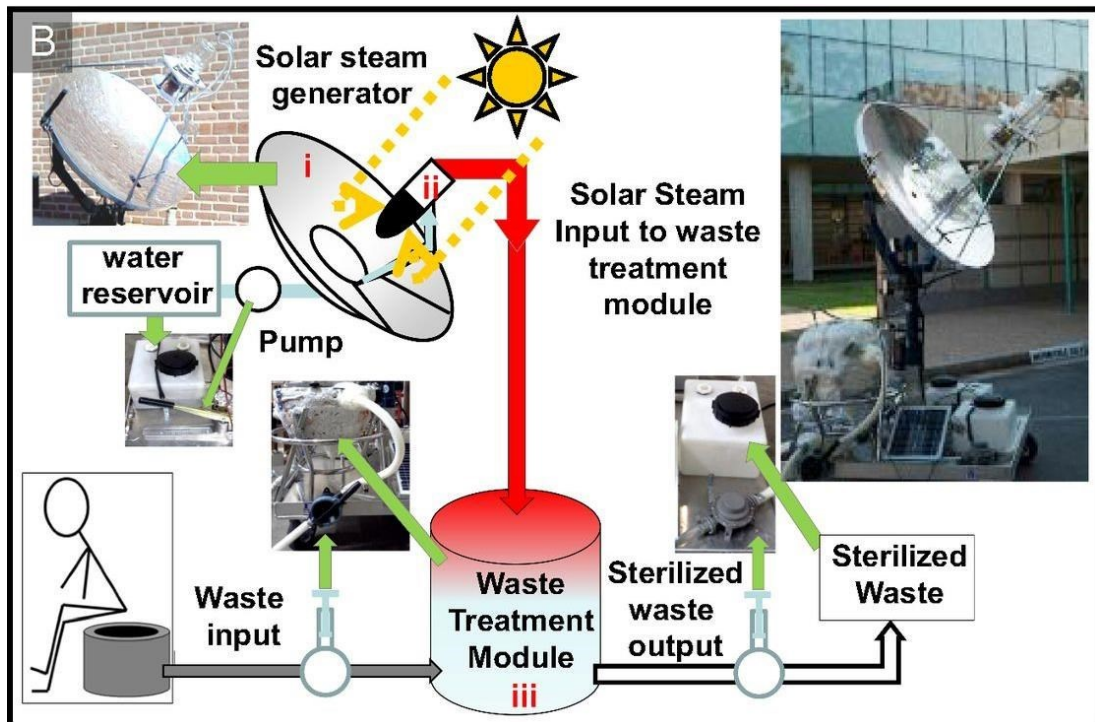 B
Solar steam
generator
i
ii
Solar Steam
Input to waste
treatment
module
water
reservoir
Pump
Waste
input
Waste
Treatment
Module
iii
Sterilized
waste
output
Sterilized
Waste